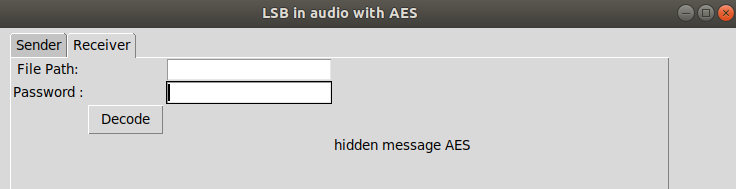 LSB in audio with AES
Sender Receiver
File Path:
Password :
Decode
hidden message AES